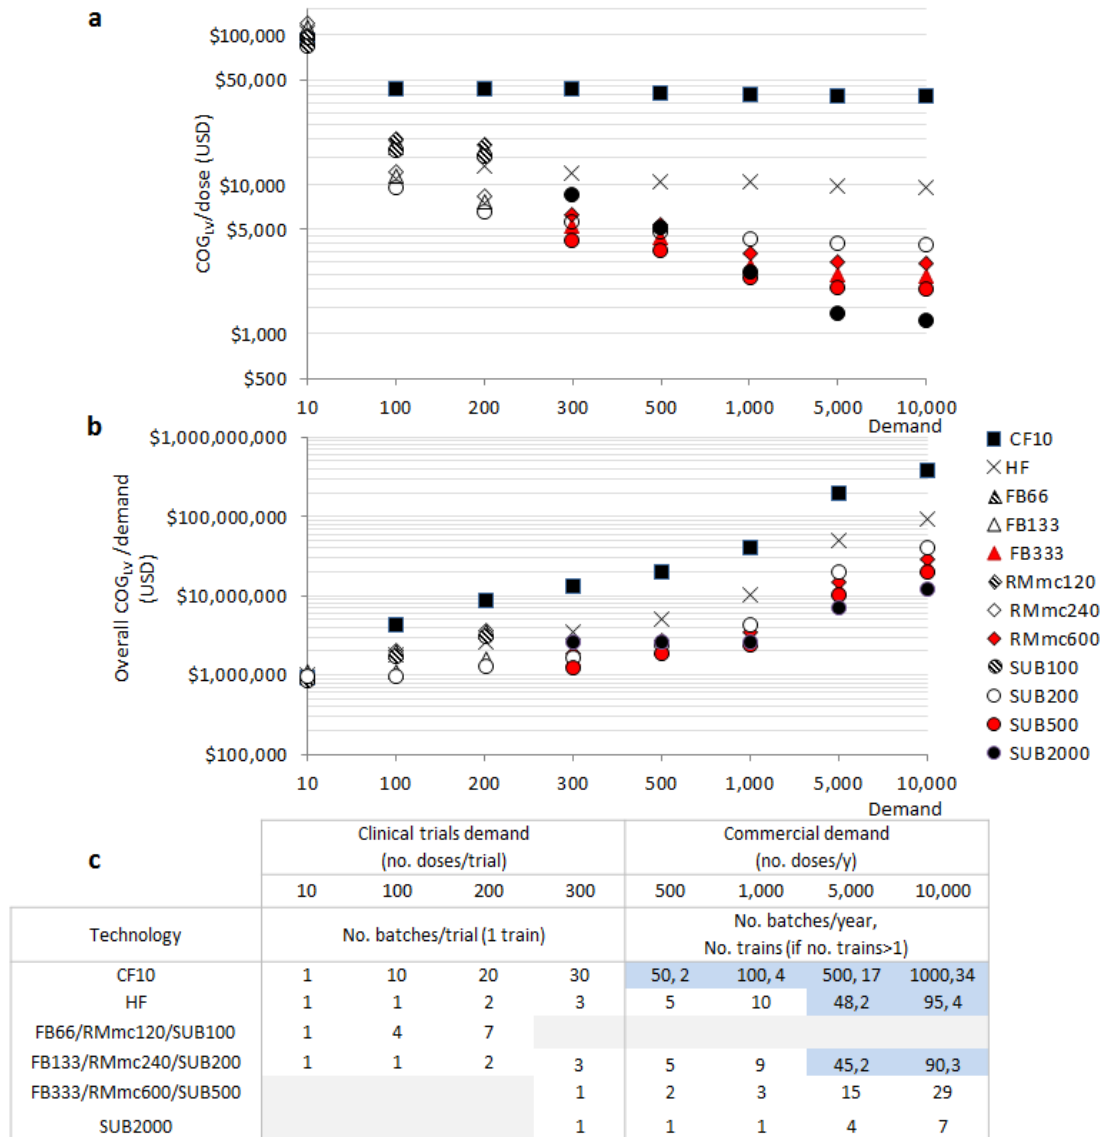 a
$100,000
$50,000
$10,000
$5,000
$1,000
$500
COG_LV/dose (USD)
10 100 200 300 500 1,000 5,000 10,000
Demand
b
$1,000,000,000
$100,000,000
$10,000,000
$1,000,000
$100,000
Overall COG_LV /demand
(USD)
10 100 200 300 500 1,000 5,000 10,000
Demand
CF10
HF
FB66
FB133
FB333
RMmc120
RMmc240
RMmc600
SUB100
SUB200
SUB500
SUB2000
c
Clinical trials demand
(no. doses/trial)
Commercial demand
(no. doses/y)
10 100 200 300 500 1,000 5,000 10,000
Technology
No. batches/trial (1 train)
No. batches/year,
No. trains (if no. trains>1)
CF10 1 10 20 30 50, 2 100, 4 500, 17 1000,34
HF 1 1 2 3 5 10 48,2 95, 4
FB66/RMmc120/SUB100 1 4 7
FB133/RMmc240/SUB200 1 1 2 3 5 9 45,2 90,3
FB333/RMmc600/SUB500 1 2 3 15 29
SUB2000 1 1 1 4 7